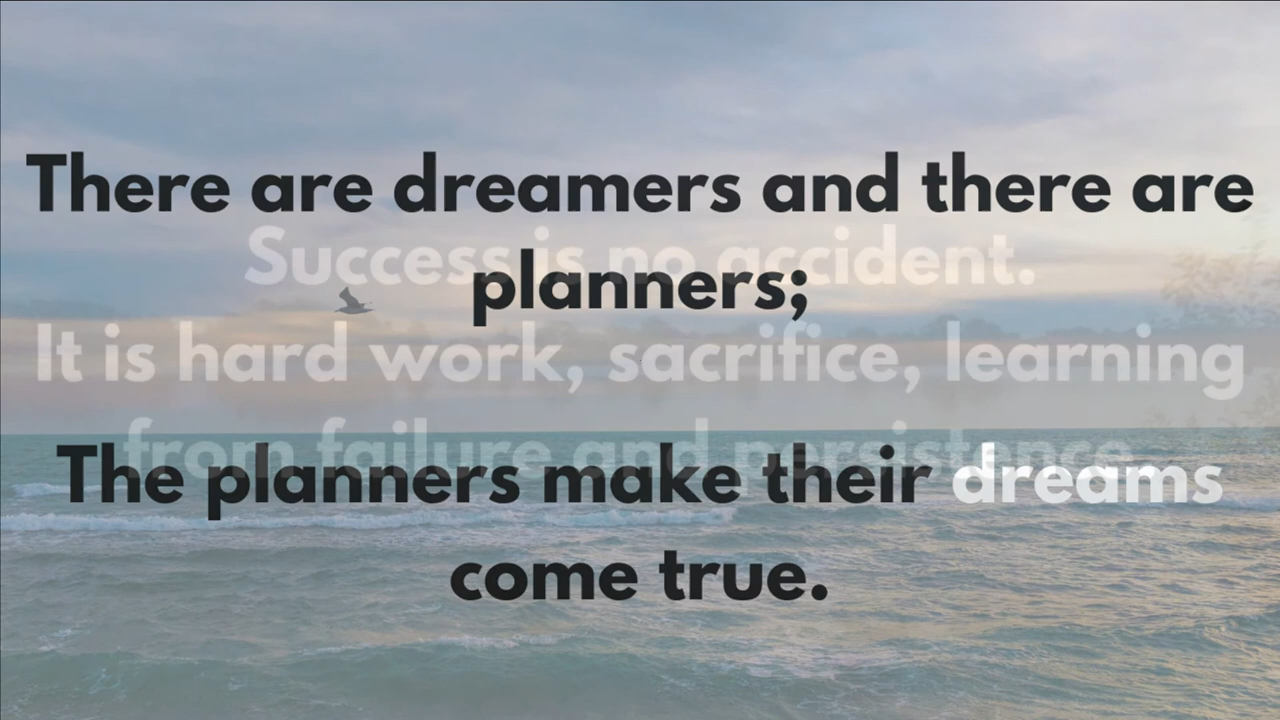 There are dreamers and there are
Success is no accident.
planners;
It is hard work, sacrifice, learning
from failure and persistence
The planners make their dreams
come true.